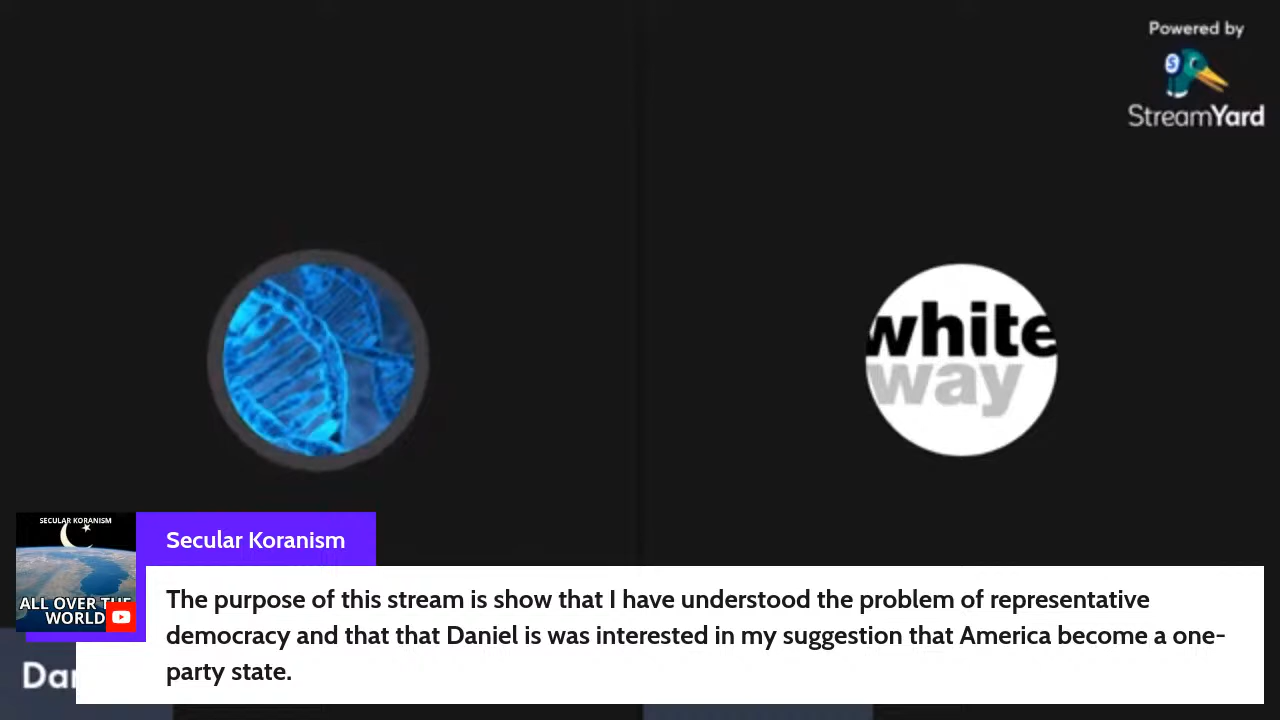 Powered by
StreamYard
white
way
SECULAR KORANISM
ALL OVER THE
WORLD
Secular Koranism
The purpose of this stream is show that I have understood the problem of representative
democracy and that that Daniel is was interested in my suggestion that America become a one-
party state.
Dan